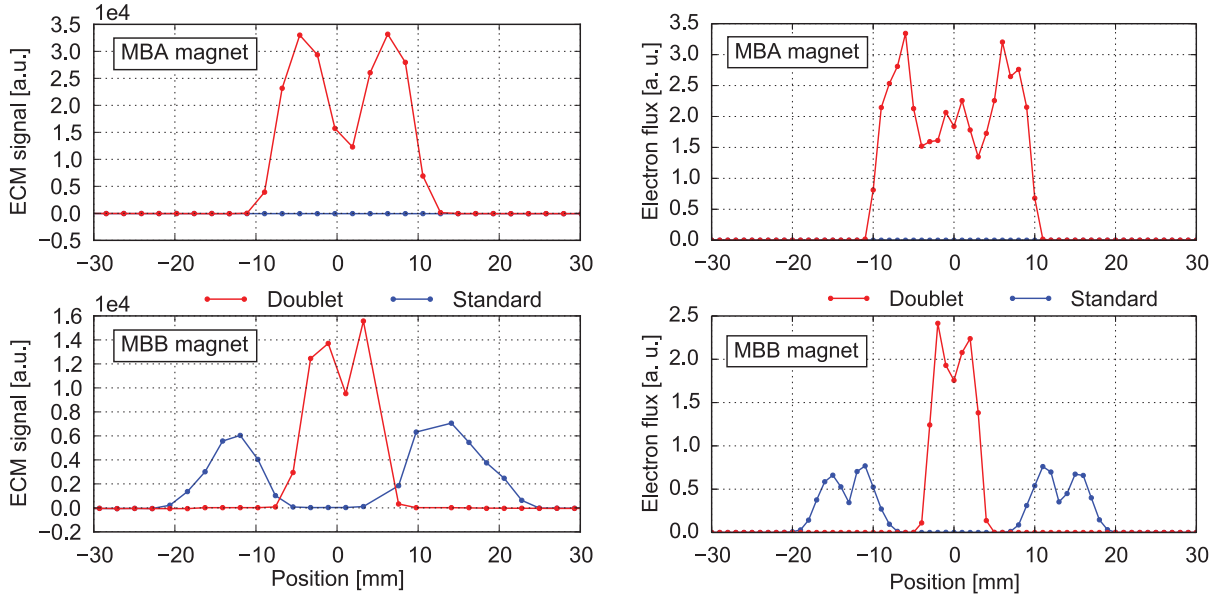 1e4
ECM signal [a.u.]
MBA magnet
3.5
3.0
2.5
2.0
1.5
1.0
0.5
0.0
−0.5
−30 −20 −10 0 10 20 30
Electron flux [a. u.]
MBA magnet
3.5
3.0
2.5
2.0
1.5
1.0
0.5
0.0
−30 −20 −10 0 10 20 30
1e4
Doublet Standard
ECM signal [a.u.]
MBB magnet
1.6
1.4
1.2
1.0
0.8
0.6
0.4
0.2
0.0
−0.2
−30 −20 −10 0 10 20 30
Position [mm]
Doublet Standard
Electron flux [a. u.]
MBB magnet
2.5
2.0
1.5
1.0
0.5
0.0
−30 −20 −10 0 10 20 30
Position [mm]